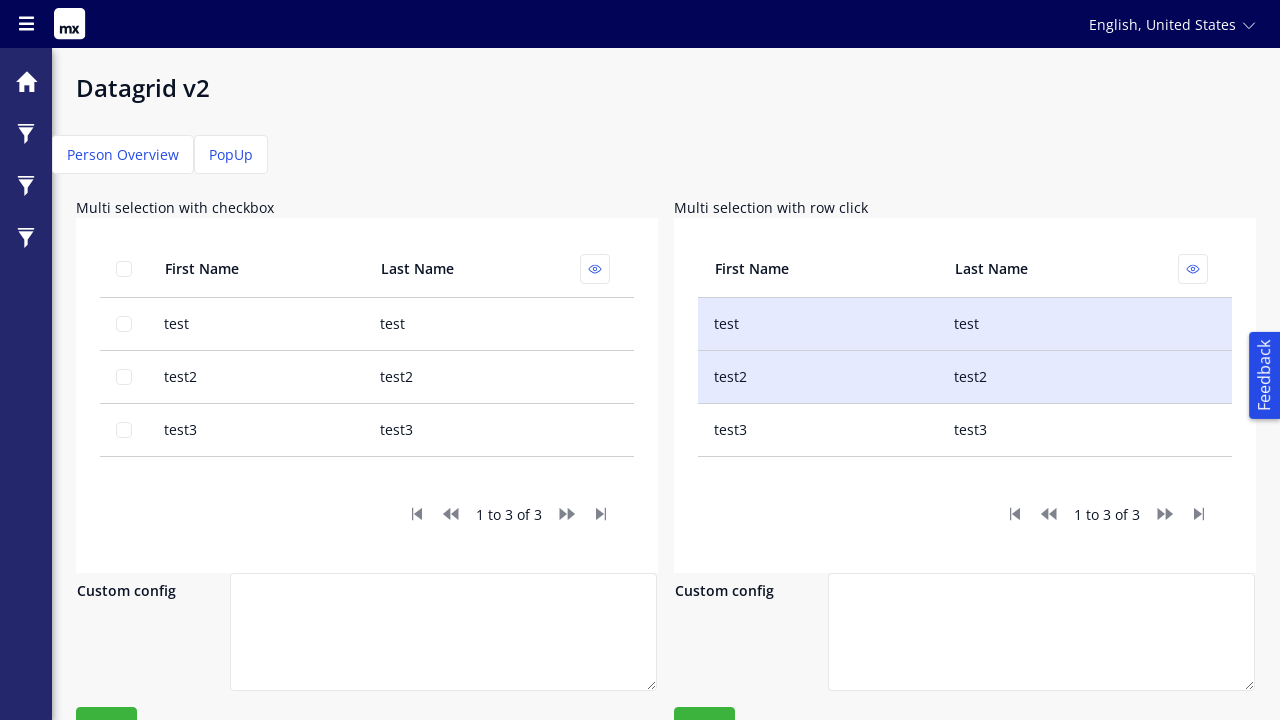 mx
English, United States
Datagrid v2
Person Overview
PopUp
Multi selection with checkbox
First Name Last Name
test test
test2 test2
test3 test3
1 to 3 of 3
Custom config
Multi selection with row click
First Name Last Name
test test
test2 test2
test3 test3
1 to 3 of 3
Custom config
Feedback